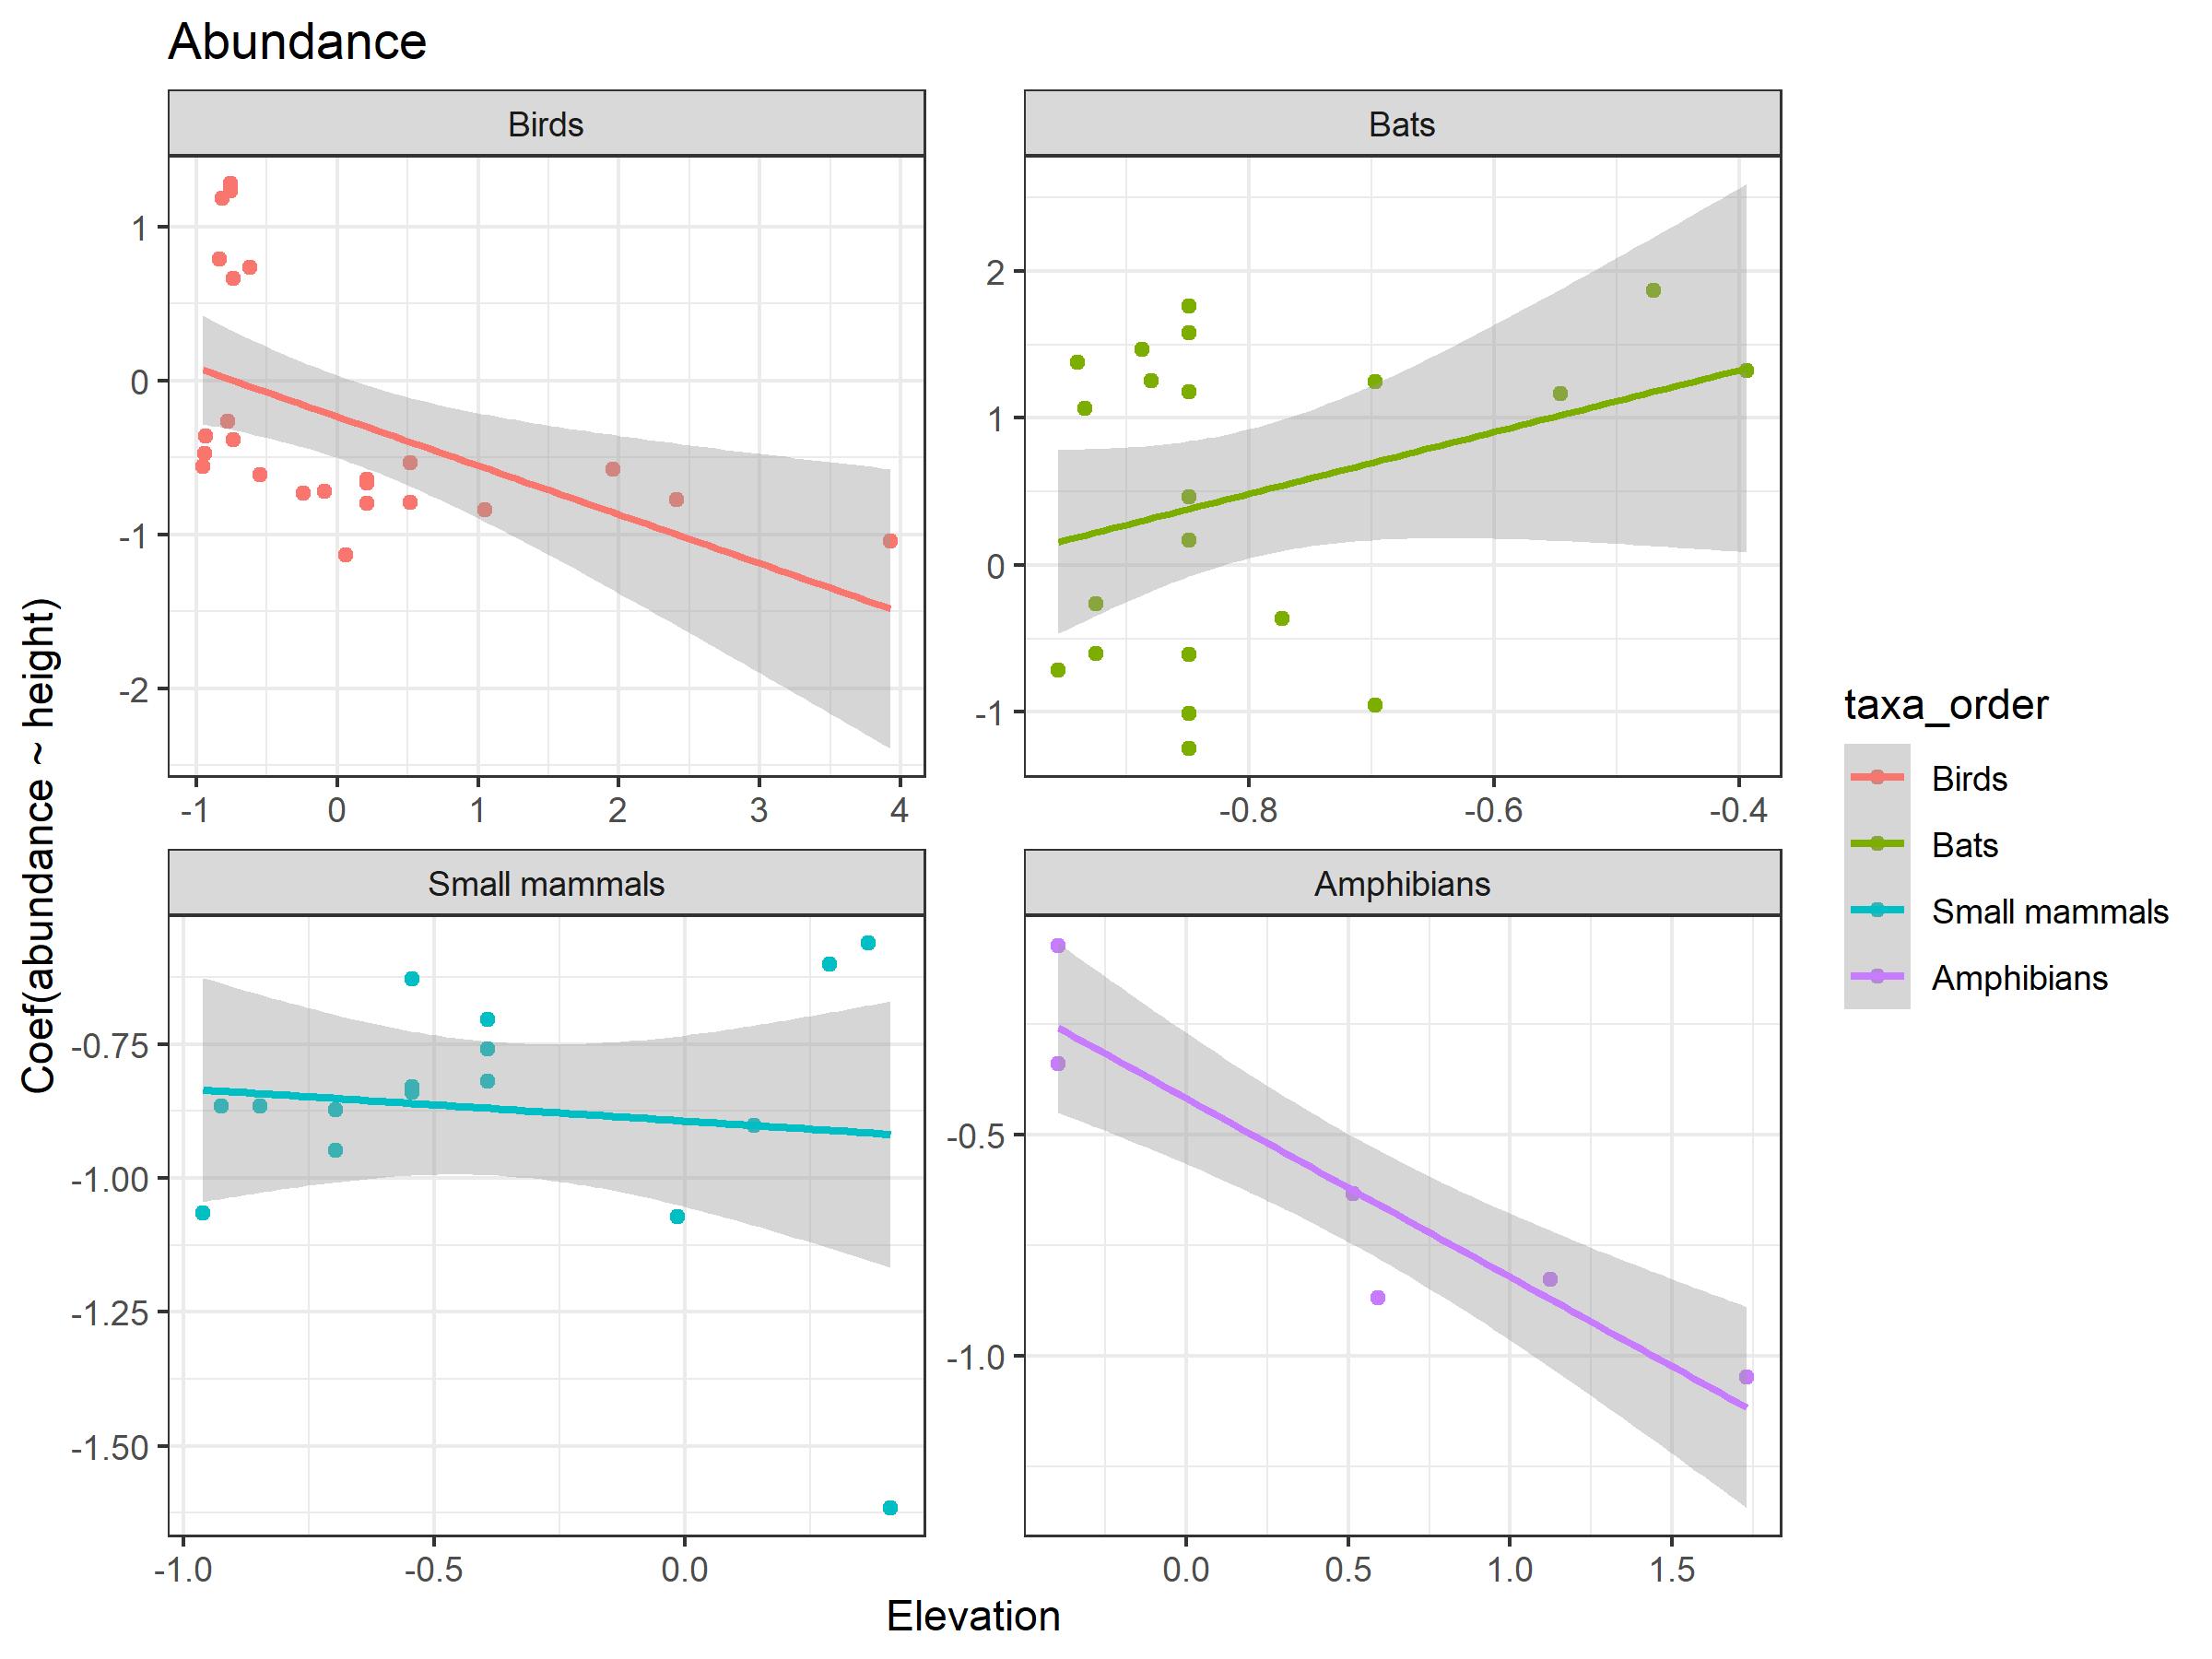 Abundance
Birds
Bats
1
0
-1
-2
2
1
0
-1
-1 0 1 2 3 4
-0.8 -0.6 -0.4
Small mammals
Amphibians
-0.75
-1.00
-1.25
-1.50
-0.5
-1.0
-1.0 -0.5 0.0
0.0 0.5 1.0 1.5
Elevation
Coef(abundance ~ height)
taxa_order
Birds
Bats
Small mammals
Amphibians